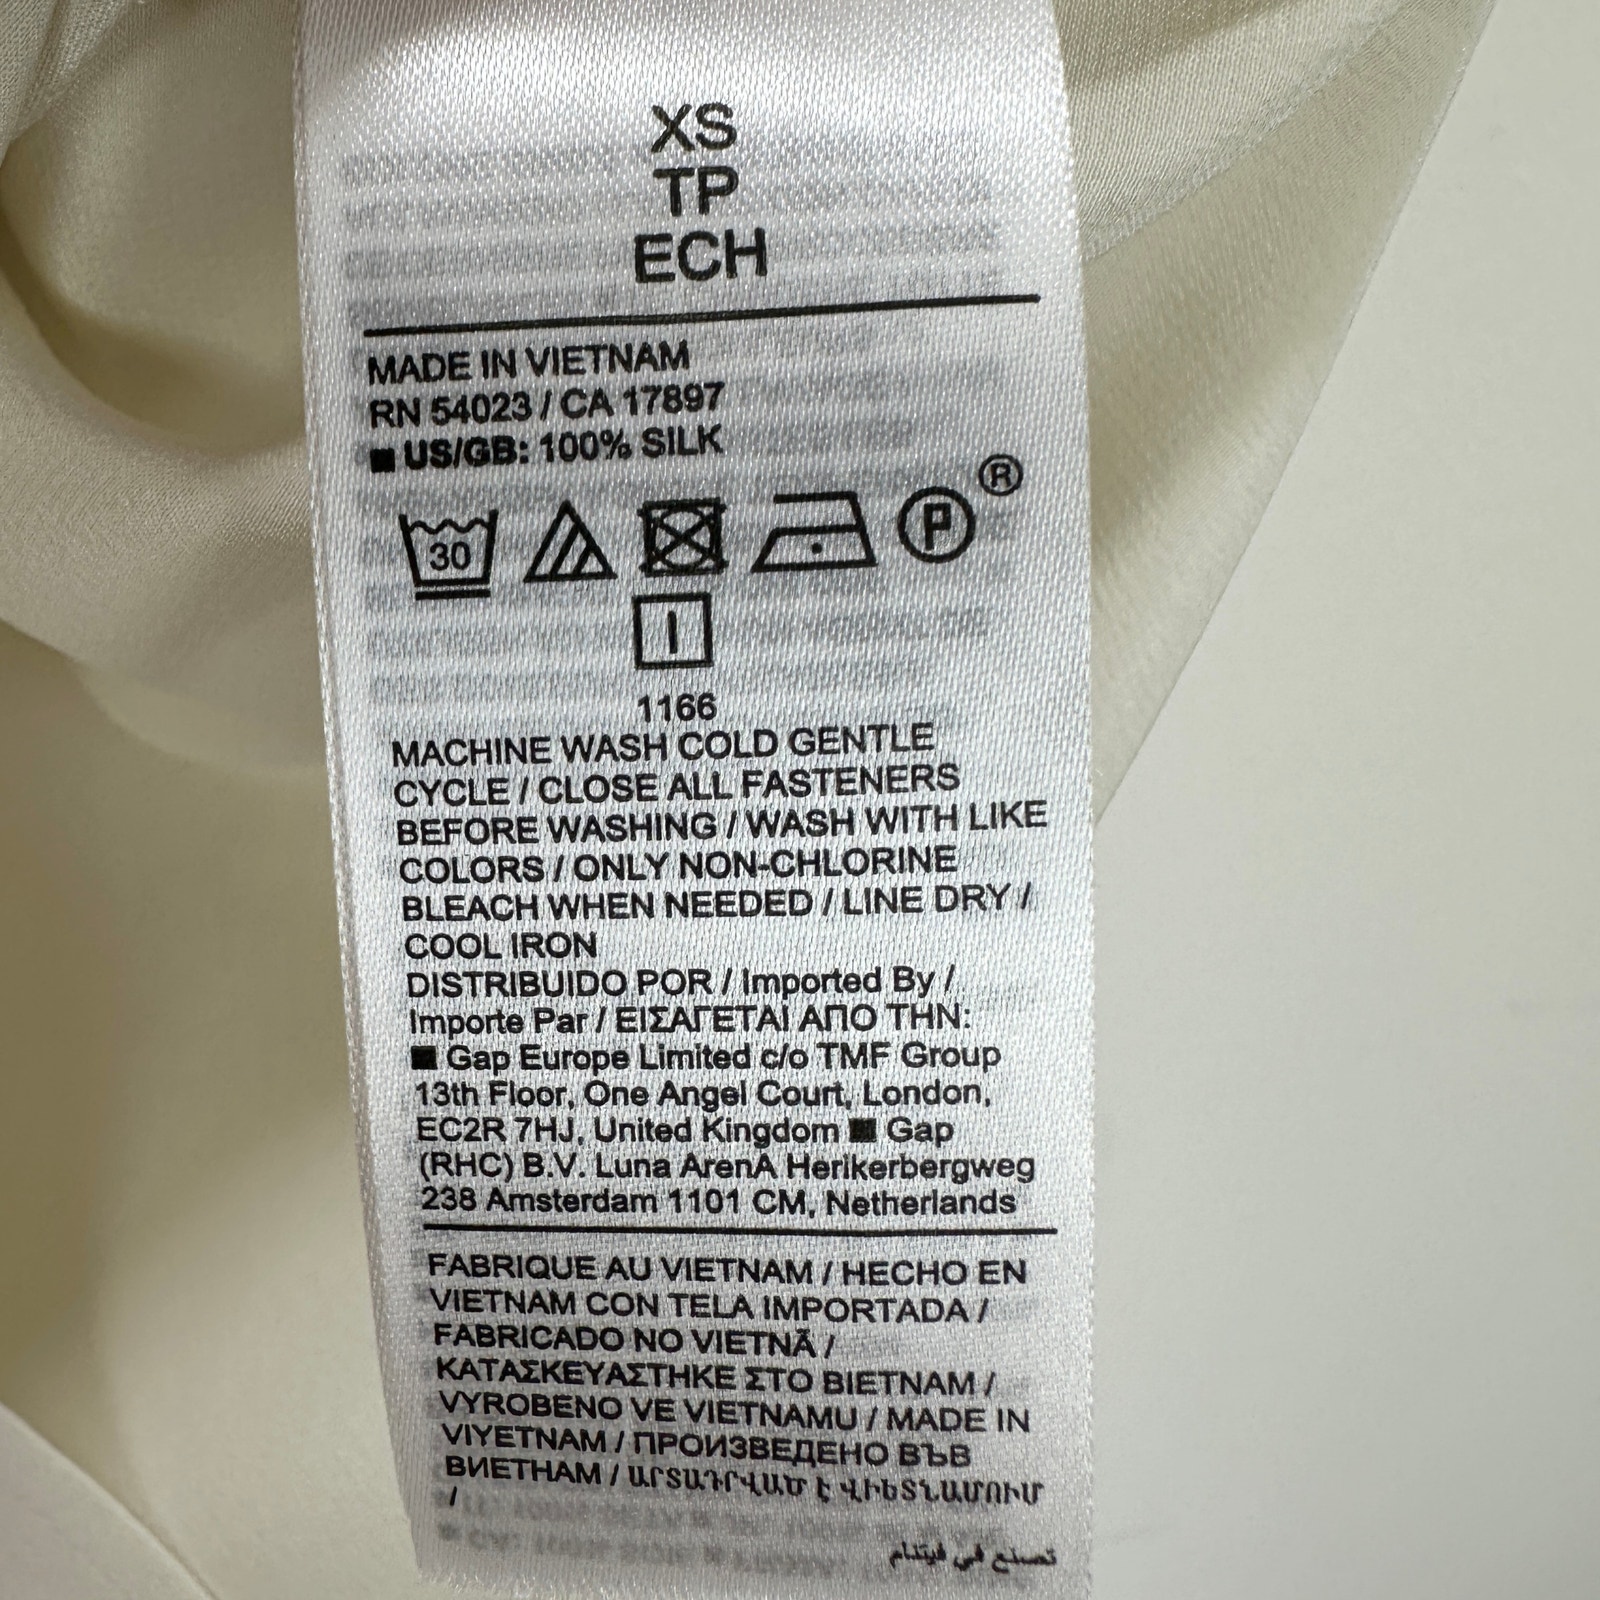 XS
TP
ECH
MADE IN VIETNAM
RN 54023 / CA 17897
■ US/GB: 100% SILK
30
P ®
1166
MACHINE WASH COLD GENTLE
CYCLE / CLOSE ALL FASTENERS
BEFORE WASHING / WASH WITH LIKE
COLORS / ONLY NON-CHLORINE
BLEACH WHEN NEEDED / LINE DRY /
COOL IRON
DISTRIBUIDO POR / Imported By /
Importe Par / ΕΙΣΑΓΕΤΑΙ ΑΠΟ ΤΗΝ:
■ Gap Europe Limited c/o TMF Group
13th Floor, One Angel Court, London,
EC2R 7HJ, United Kingdom ■ Gap
(RHC) B.V. Luna ArenA Herikerbergweg
238 Amsterdam 1101 CM, Netherlands
FABRIQUE AU VIETNAM / HECHO EN
VIETNAM CON TELA IMPORTADA /
FABRICADO NO VIETNÃ /
ΚΑΤΑΣΚΕΥΑΣΤΗΚΕ ΣΤΟ ΒΙΕΤΝΑΜ /
VYROBENO VE VIETNAMU / MADE IN
VIYETNAM / ПРОИЗВЕДЕНО ВЪВ
ВИЕТНАМ / ԱՐՏԱԴՐՎԱԾ Է ՎԻԵՏՆԱՄՈՒՄ
/
تصنع في فيتنام